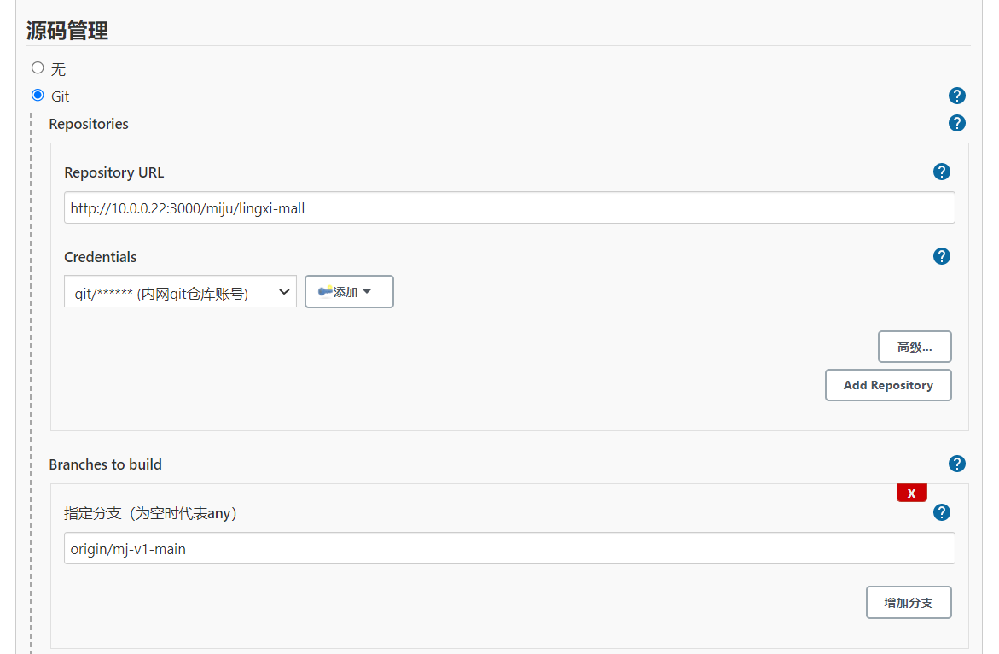 源码管理
无
Git
Repositories
Repository URL
http://10.0.0.22:3000/miju/lingxi-mall
Credentials
git/****** (内网git仓库账号)
添加
高级...
Add Repository
Branches to build
X
指定分支（为空时代表any）
origin/mj-v1-main
增加分支